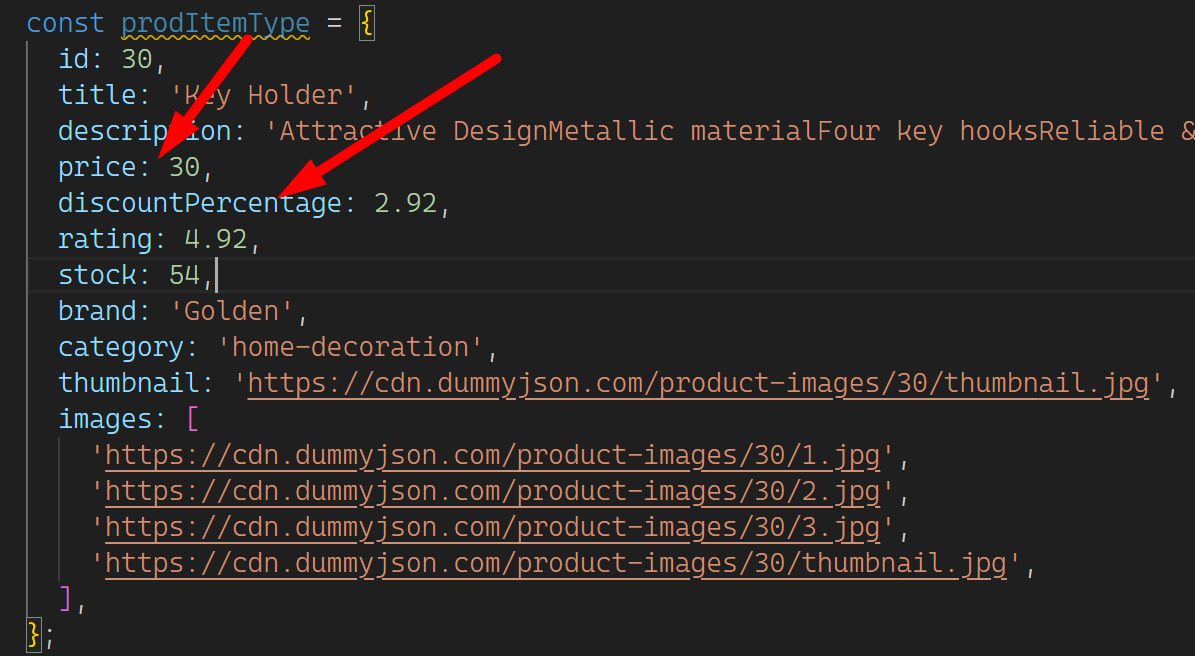 const prodItemType = {
id: 30,
title: 'Key Holder',
description: 'Attractive DesignMetallic materialFour key hooksReliable &
price: 30,
discountPercentage: 2.92,
rating: 4.92,
stock: 54,
brand: 'Golden',
category: 'home-decoration',
thumbnail: 'https://cdn.dummyjson.com/product-images/30/thumbnail.jpg',
images: [
'https://cdn.dummyjson.com/product-images/30/1.jpg',
'https://cdn.dummyjson.com/product-images/30/2.jpg',
'https://cdn.dummyjson.com/product-images/30/3.jpg',
'https://cdn.dummyjson.com/product-images/30/thumbnail.jpg',
],
};